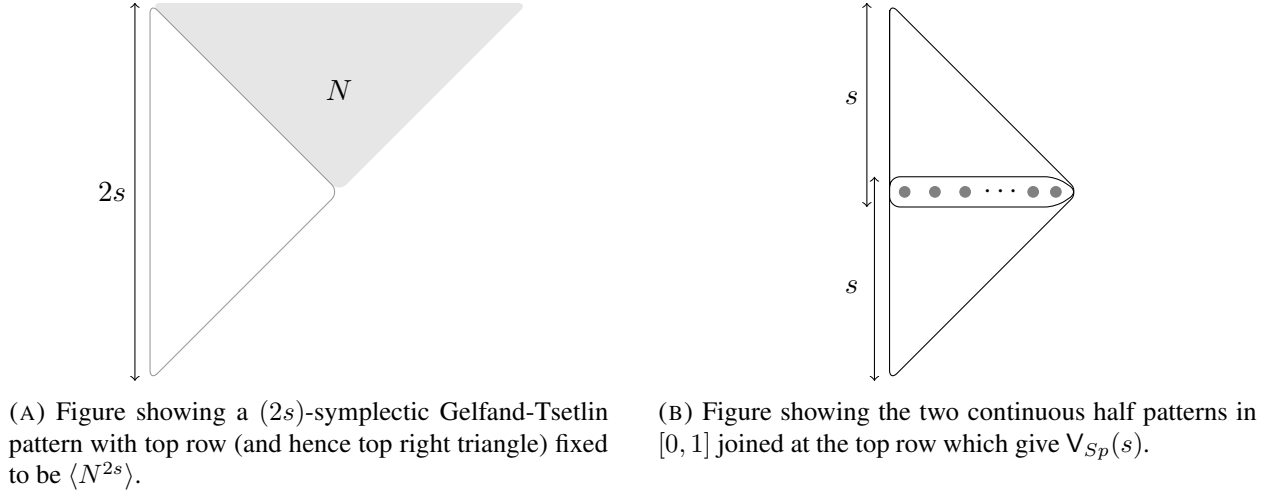 N
2s
s
s
(A) Figure showing a (2s)-symplectic Gelfand-Tsetlin
pattern with top row (and hence top right triangle) fixed
to be ⟨N^{2s}⟩.
(B) Figure showing the two continuous half patterns in
[0, 1] joined at the top row which give V_{Sp}(s).